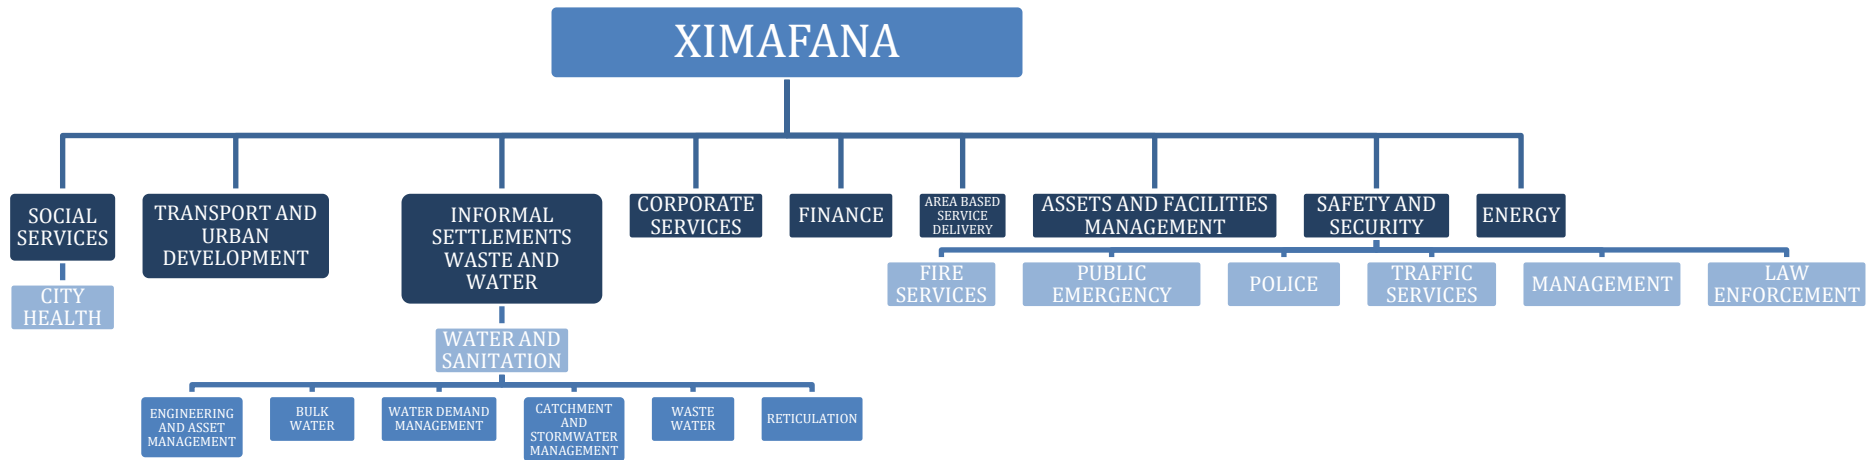 XIMAFANA
SOCIAL
SERVICES
TRANSPORT AND
URBAN
DEVELOPMENT
INFORMAL
SETTLEMENTS
WASTE AND
WATER
CORPORATE
SERVICES
FINANCE
AREA BASED
SERVICE
DELIVERY
ASSETS AND FACILITIES
MANAGEMENT
SAFETY AND
SECURITY
ENERGY
CITY
HEALTH
WATER AND
SANITATION
FIRE
SERVICES
PUBLIC
EMERGENCY
POLICE
TRAFFIC
SERVICES
MANAGEMENT
LAW
ENFORCEMENT
ENGINEERING
AND ASSET
MANAGEMENT
BULK
WATER
WATER DEMAND
MANAGEMENT
CATCHMENT
AND
STORMWATER
MANAGEMENT
WASTE
WATER
RETICULATION